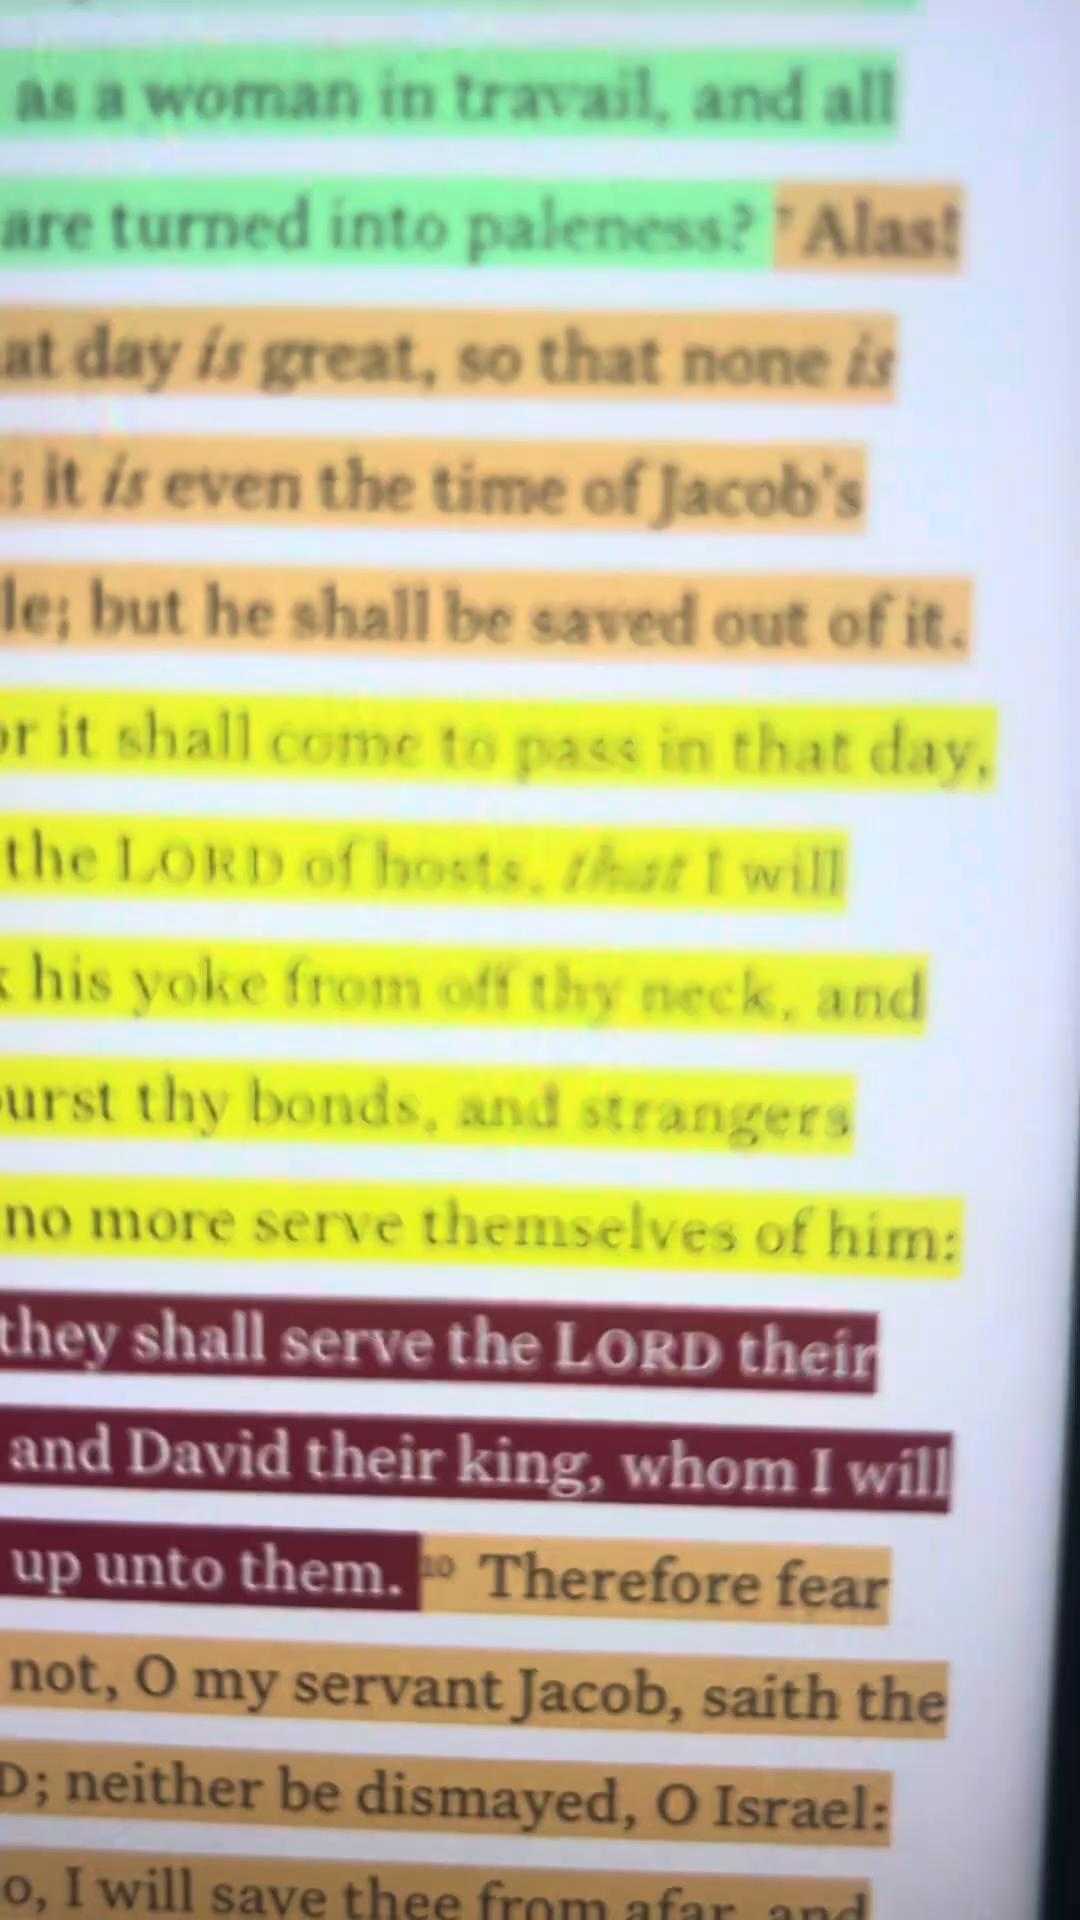 as a woman in travail, and all
are turned into paleness? 7 Alas!
at day is great, so that none is
: it is even the time of Jacob's
le; but he shall be saved out of it.
or it shall come to pass in that day,
the LORD of hosts, that I will
k his yoke from off thy neck, and
urst thy bonds, and strangers
no more serve themselves of him:
they shall serve the LORD their
and David their king, whom I will
up unto them. 10 Therefore fear
not, O my servant Jacob, saith the
D; neither be dismayed, O Israel:
o, I will save thee from afar, and